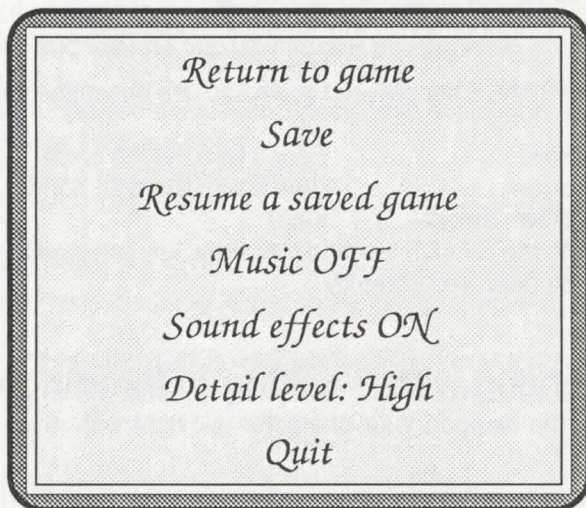 Return to game
Save
Resume a saved game
Music OFF
Sound effects ON
Detail level: High
Quit